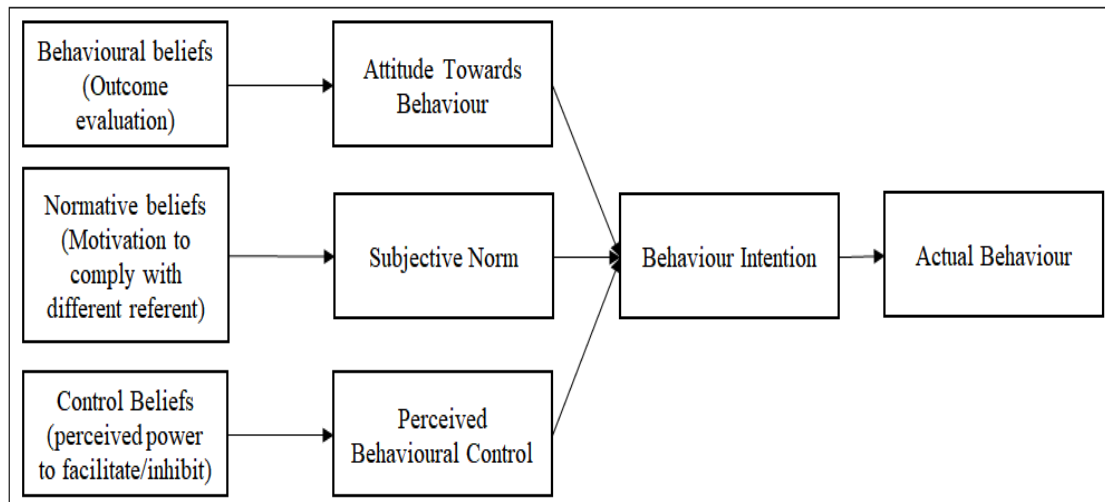 Behavioural beliefs
(Outcome
evaluation)
Attitude Towards
Behaviour
Normative beliefs
(Motivation to
comply with
different referent)
Subjective Norm
Behaviour Intention
Actual Behaviour
Control Beliefs
(perceived power
to facilitate/inhibit)
Perceived
Behavioural Control